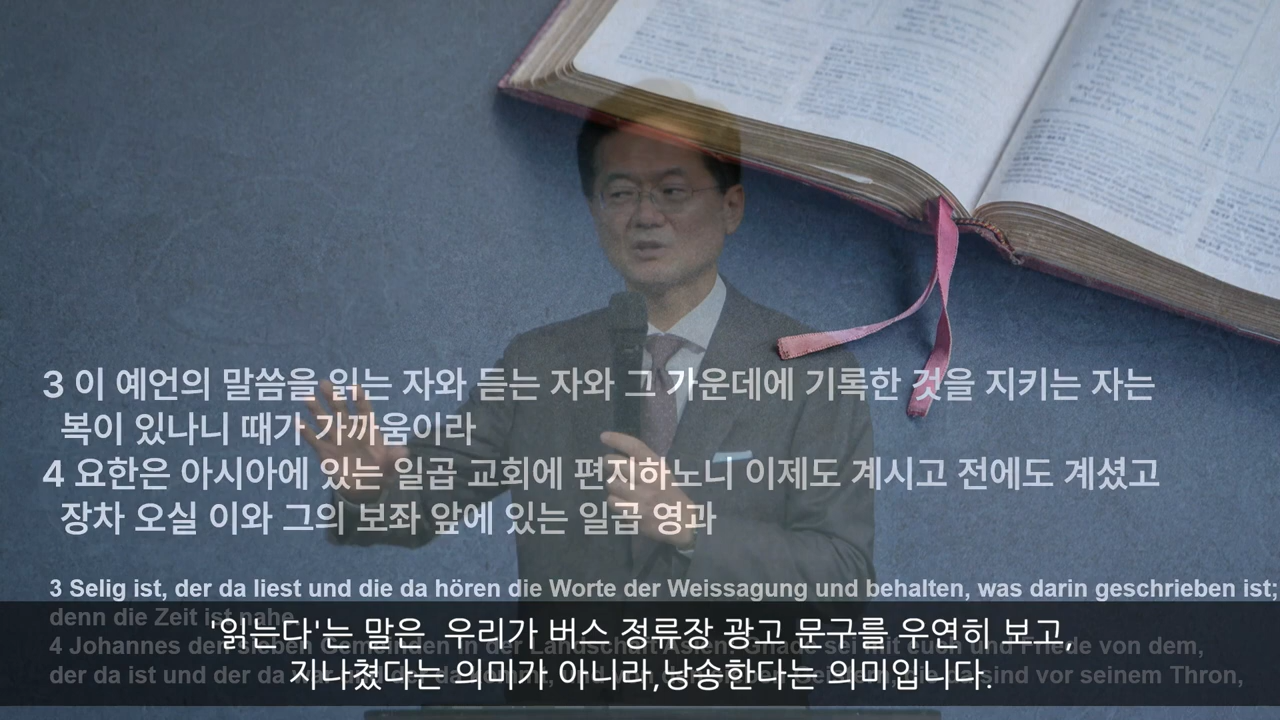 3 이 예언의 말씀을 읽는 자와 듣는 자와 그 가운데에 기록한 것을 지키는 자는
복이 있나니 때가 가까움이라
4 요한은 아시아에 있는 일곱 교회에 편지하노니 이제도 계시고 전에도 계셨고
장차 오실 이와 그의 보좌 앞에 있는 일곱 영과
3 Selig ist, der da liest und die da hören die Worte der Weissagung und behalten, was darin geschrieben ist;
denn die Zeit ist nahe.
'읽는다'는 말은 우리가 버스 정류장 광고 문구를 우연히 보고,
4 Johannes den sieben Gemeinden in der Landschaft Asien: Gnade sei mit euch und Friede von dem,
지나쳤다는 의미가 아니라,낭송한다는 의미입니다.
der da ist und der da war und der da kommt, sind vor seinem Thron,